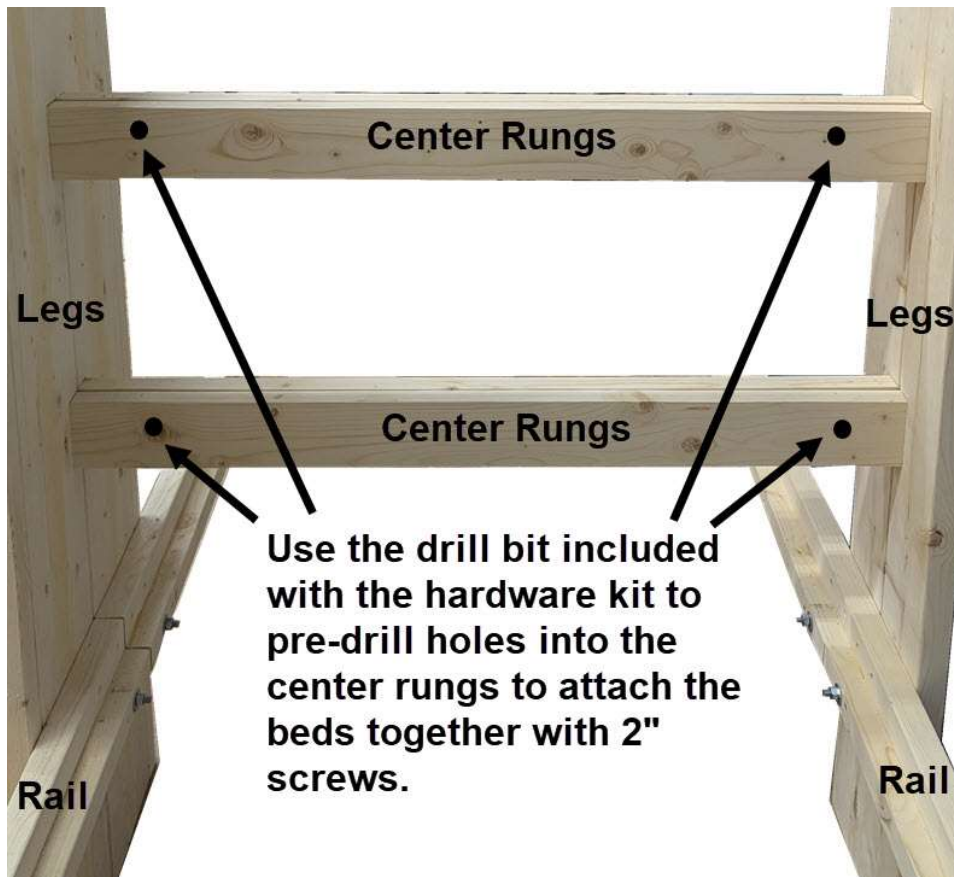 Center Rungs
Legs
Legs
Center Rungs
Use the drill bit included
with the hardware kit to
pre-drill holes into the
center rungs to attach the
beds together with 2"
screws.
Rail
Rail